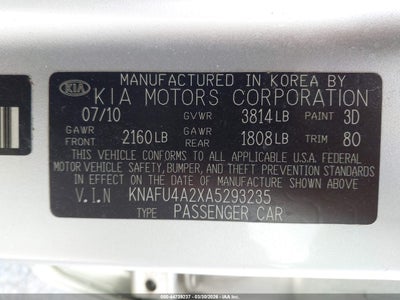 MANUFACTURED IN KOREA BY
KIA KIA MOTORS CORPORATION
07/10 GVWR 3814LB PAINT 3D
GAWR FRONT 2160LB GAWR REAR 1808LB TRIM 80
THIS VEHICLE CONFORMS TO ALL APPLICABLE U.S.A. FEDERAL
MOTOR VEHICLE SAFETY, BUMPER, AND THEFT PREVENTION
STANDARDS IN EFFECT ON THE DATE OF MANUFACTURE SHOWN ABOVE.
V.I.N KNAFU4A2XA5293235
TYPE PASSENGER CAR